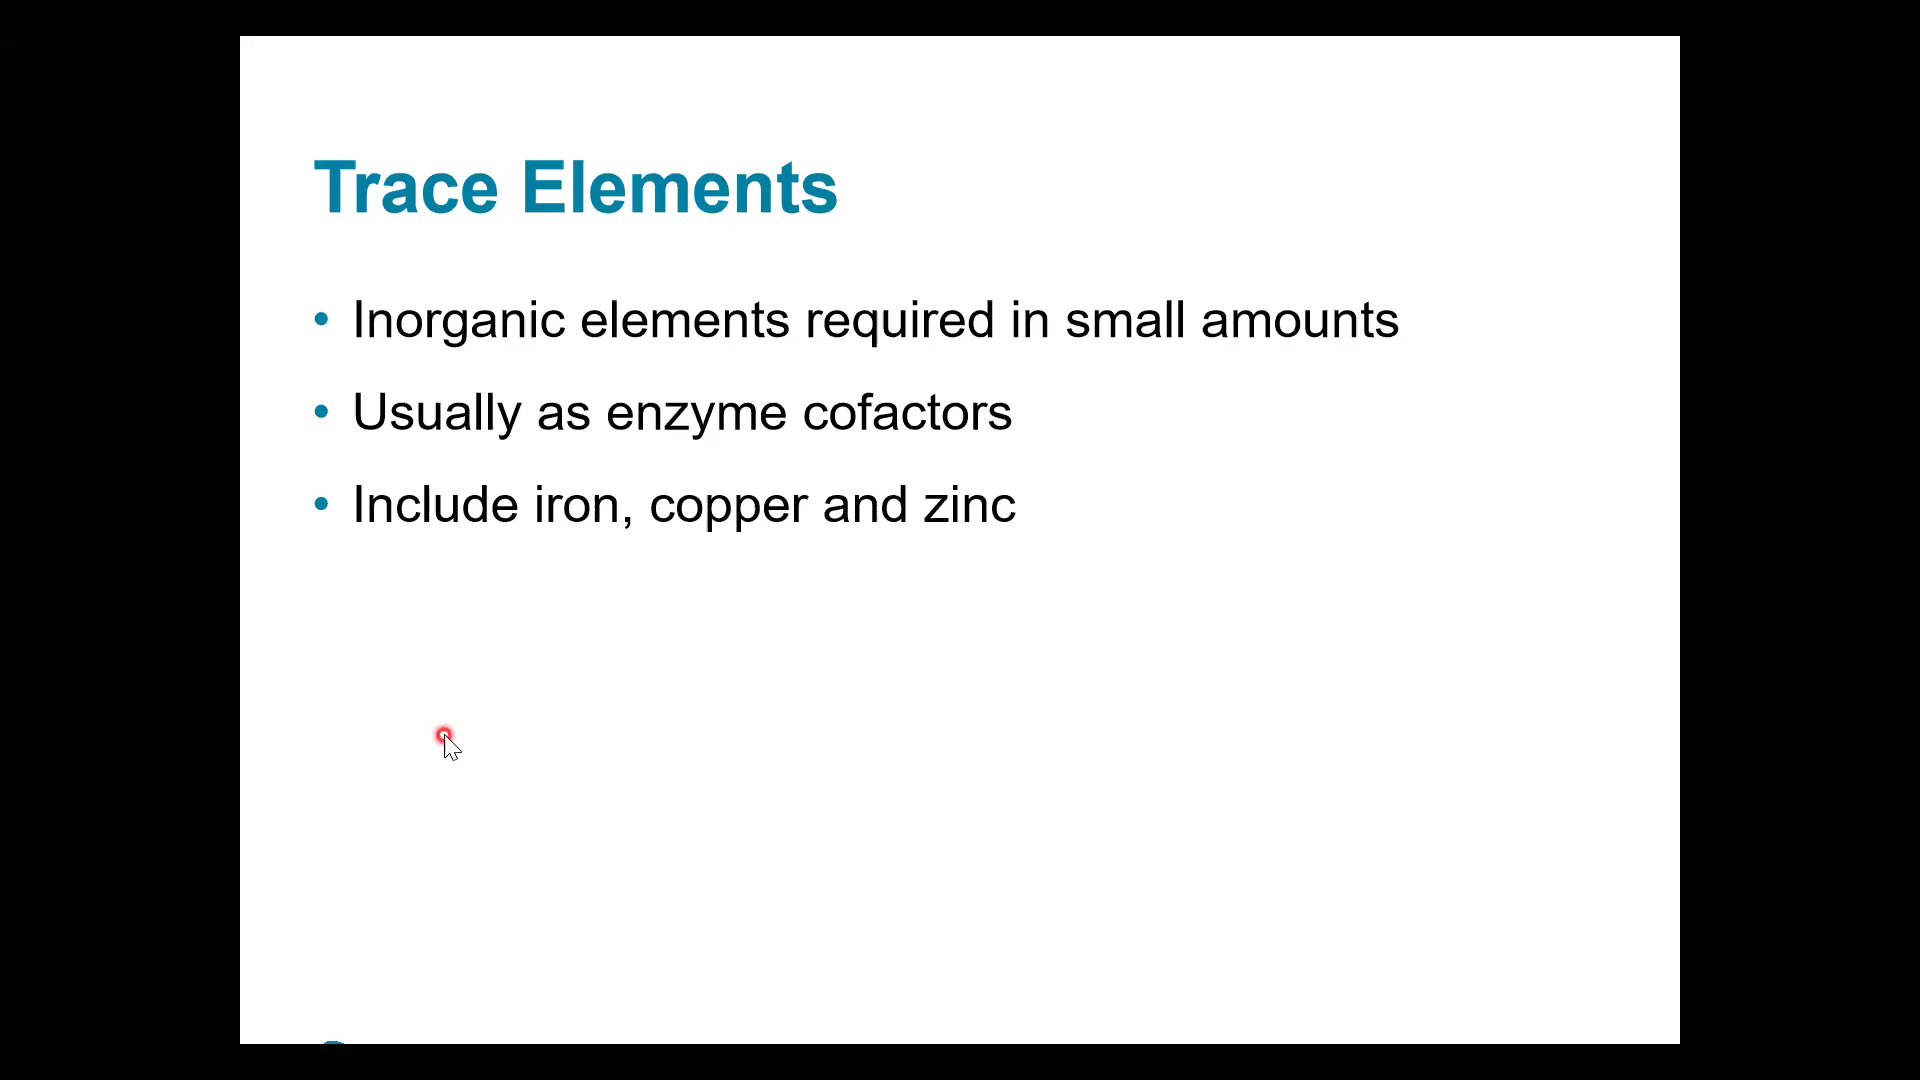 Trace Elements
• Inorganic elements required in small amounts
• Usually as enzyme cofactors
• Include iron, copper and zinc